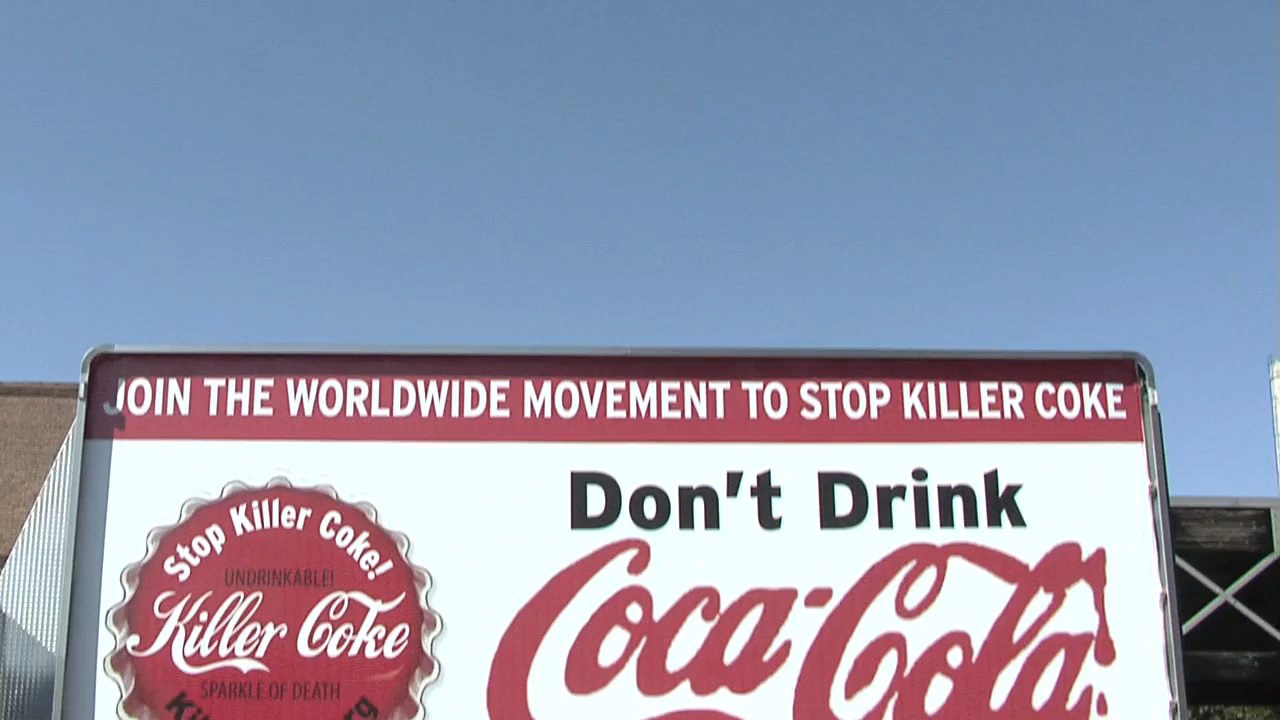 JOIN THE WORLDWIDE MOVEMENT TO STOP KILLER COKE
Don't Drink
Coca-Cola
Stop Killer Coke!
UNDRINKABLE!
Killer Coke
SPARKLE OF DEATH